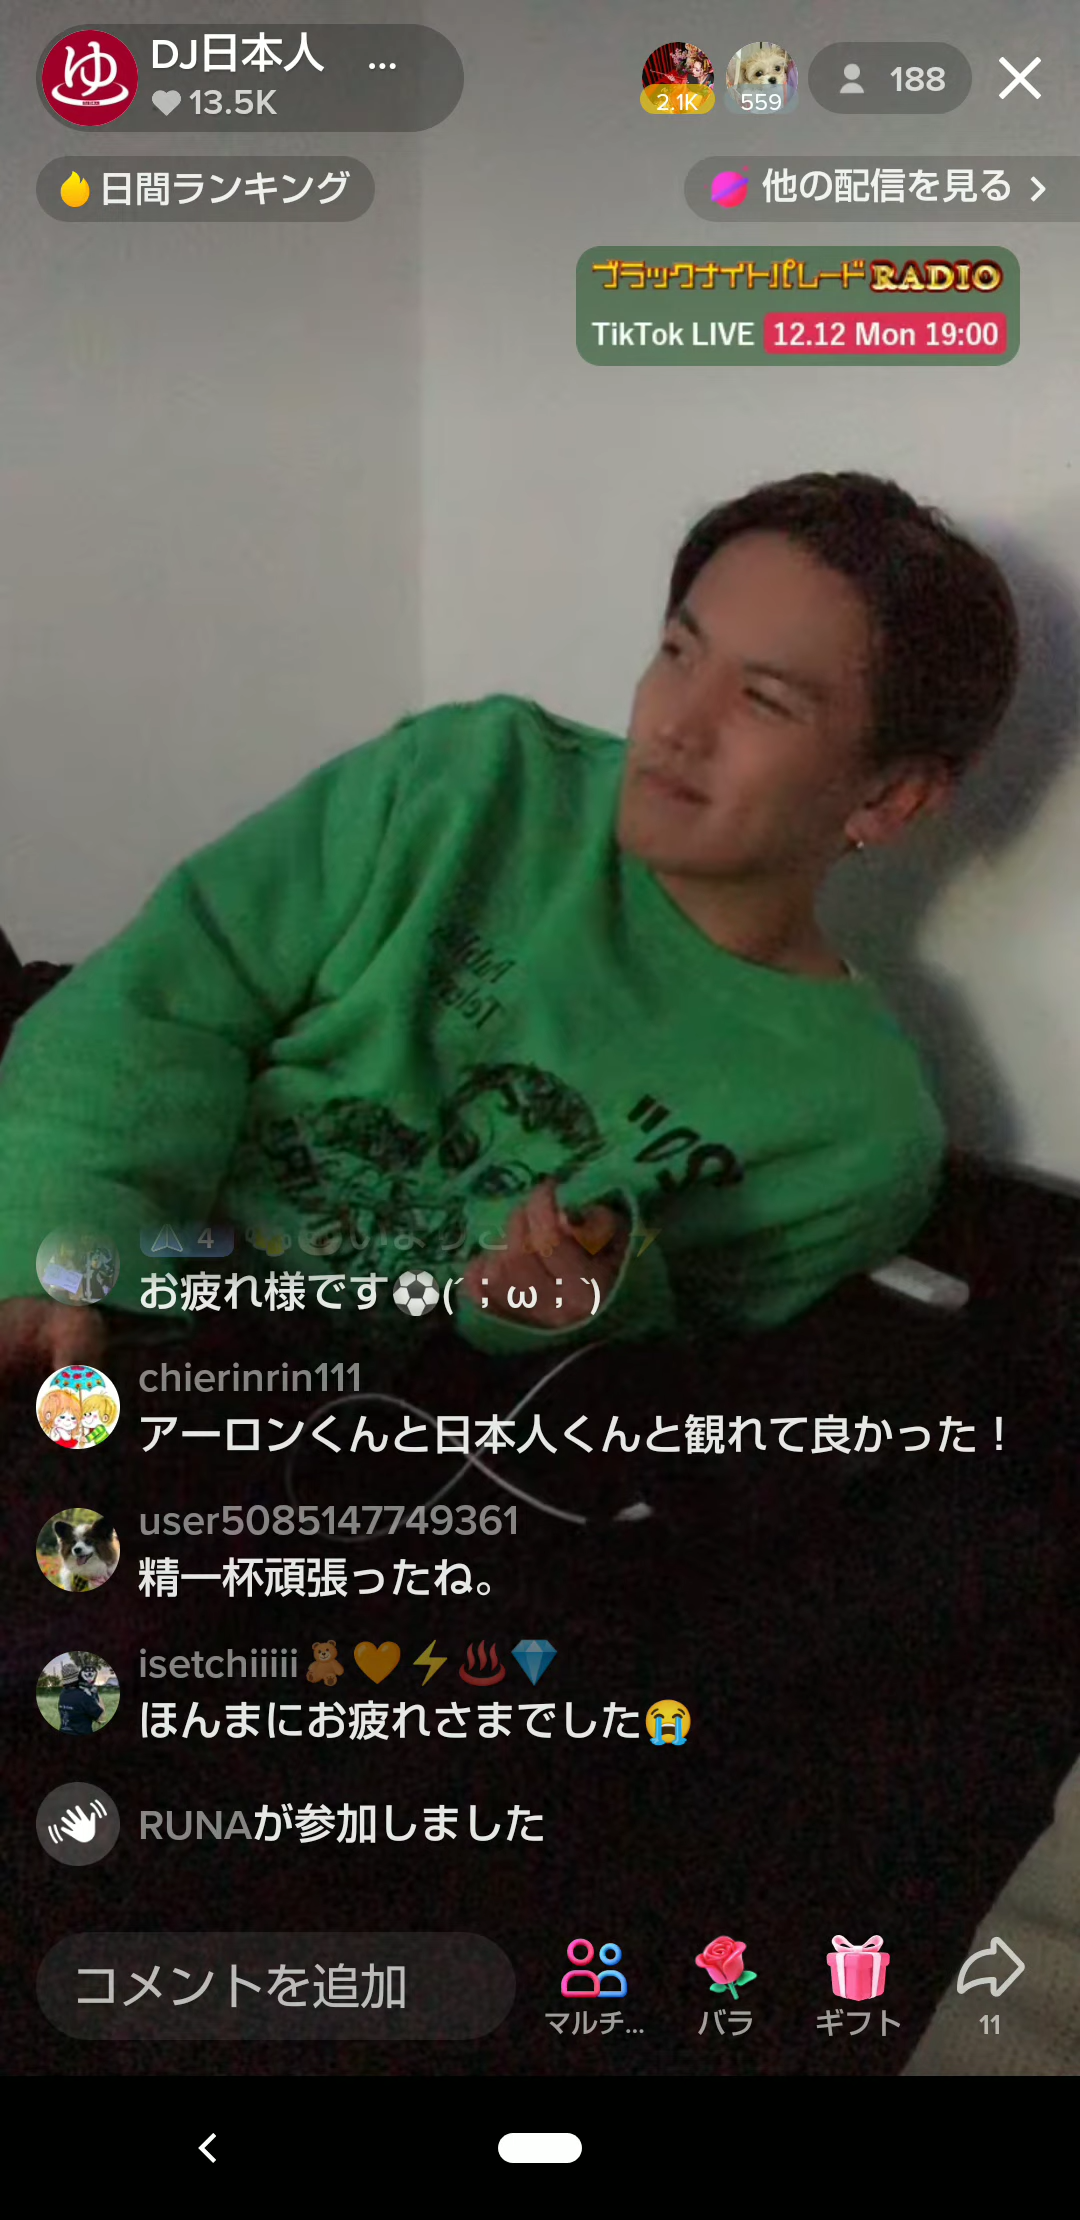 ゆ
DJ日本人 ...
13.5K
2.1K
559
188
日間ランキング
他の配信を見る
ブラックナイトパレードRADIO
TikTok LIVE 12.12 Mon 19:00
4
お疲れ様です⚽(´；ω；`)
chierinrin111
アーロンくんと日本人くんと観れて良かった！
user5085147749361
精一杯頑張ったね。
isetchiiiii🧸🧡⚡♨️💎
ほんまにお疲れさまでした😭
RUNAが参加しました
コメントを追加
マルチ...
バラ
ギフト
11